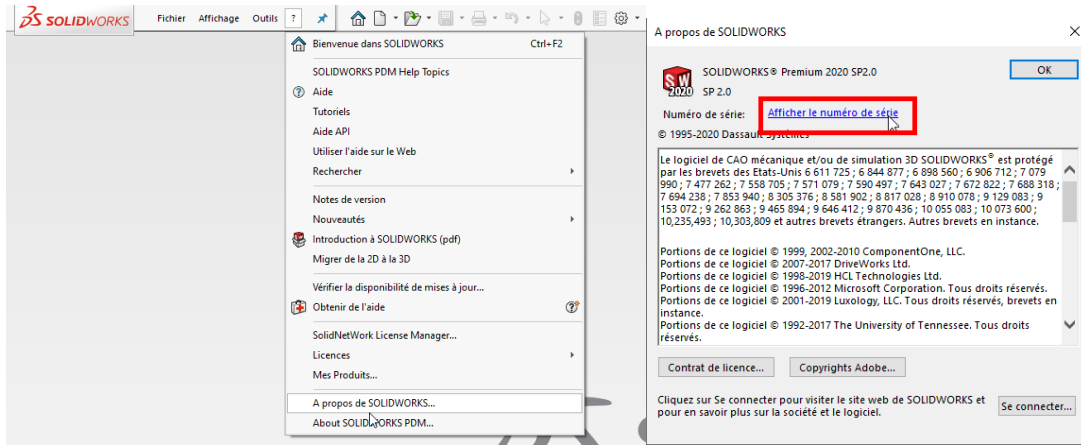 SOLIDWORKS
Fichier Affichage Outils ?
Bienvenue dans SOLIDWORKS Ctrl+F2
SOLIDWORKS PDM Help Topics
Aide
Tutoriels
Aide API
Utiliser l'aide sur le Web
Rechercher
Notes de version
Nouveautés
Introduction à SOLIDWORKS (pdf)
Migrer de la 2D à la 3D
Vérifier la disponibilité de mises à jour...
Obtenir de l'aide
SolidNetWork License Manager...
Licences
Mes Produits...
A propos de SOLIDWORKS...
About SOLIDWORKS PDM...
A propos de SOLIDWORKS
SOLIDWORKS® Premium 2020 SP2.0
OK
SW
2020
SP 2.0
Numéro de série: Afficher le numéro de série
© 1995-2020 Dassault Systèmes
Le logiciel de CAO mécanique et/ou de simulation 3D SOLIDWORKS® est protégé
par les brevets des Etats-Unis 6 611 725 ; 6 844 877 ; 6 898 560 ; 6 906 712 ; 7 079
990 ; 7 477 262 ; 7 558 705 ; 7 571 079 ; 7 590 497 ; 7 643 027 ; 7 672 822 ; 7 688 318 ;
7 694 238 ; 7 853 940 ; 8 305 376 ; 8 581 902 ; 8 817 028 ; 8 910 078 ; 9 129 083 ; 9
153 072 ; 9 262 863 ; 9 465 894 ; 9 646 412 ; 9 870 436 ; 10 055 083 ; 10 073 600 ;
10,235,493 ; 10,303,809 et autres brevets étrangers. Autres brevets en instance.
Portions de ce logiciel © 1999, 2002-2010 ComponentOne, LLC.
Portions de ce logiciel © 2007-2017 DriveWorks Ltd.
Portions de ce logiciel © 1998-2019 HCL Technologies Ltd.
Portions de ce logiciel © 1996-2012 Microsoft Corporation. Tous droits réservés.
Portions de ce logiciel © 2001-2019 Luxology, LLC. Tous droits réservés, brevets en
instance.
Portions de ce logiciel © 1992-2017 The University of Tennessee. Tous droits
réservés.
Contrat de licence... Copyrights Adobe...
Cliquez sur Se connecter pour visiter le site web de SOLIDWORKS et
pour en savoir plus sur la société et le logiciel.
Se connecter...